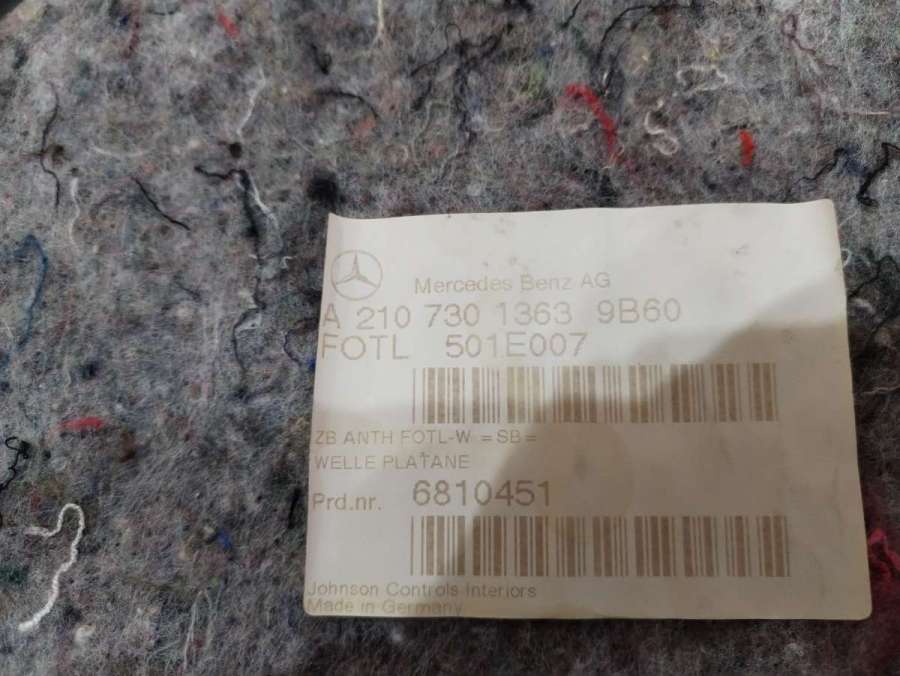 Mercedes Benz AG
A 210 730 1363 9B60
FOTL 501E007
ZB ANTH FOTL-W =SB=
WELLE PLATANE
Prd.nr. 6810451
Johnson Controls Interiors
Made in Germany